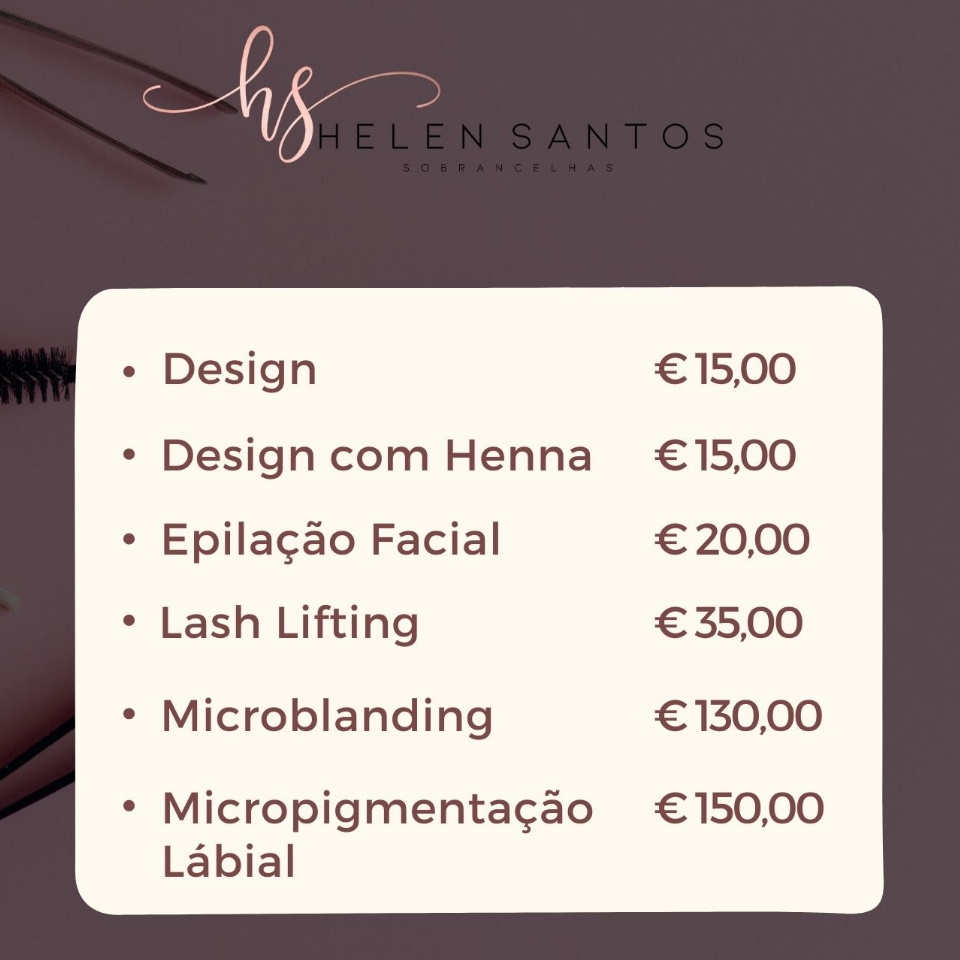 hs
HELEN SANTOS
SOBRANCELHAS
• Design € 15,00
• Design com Henna € 15,00
• Epilação Facial € 20,00
• Lash Lifting € 35,00
• Microblanding € 130,00
• Micropigmentação € 150,00
Lábial